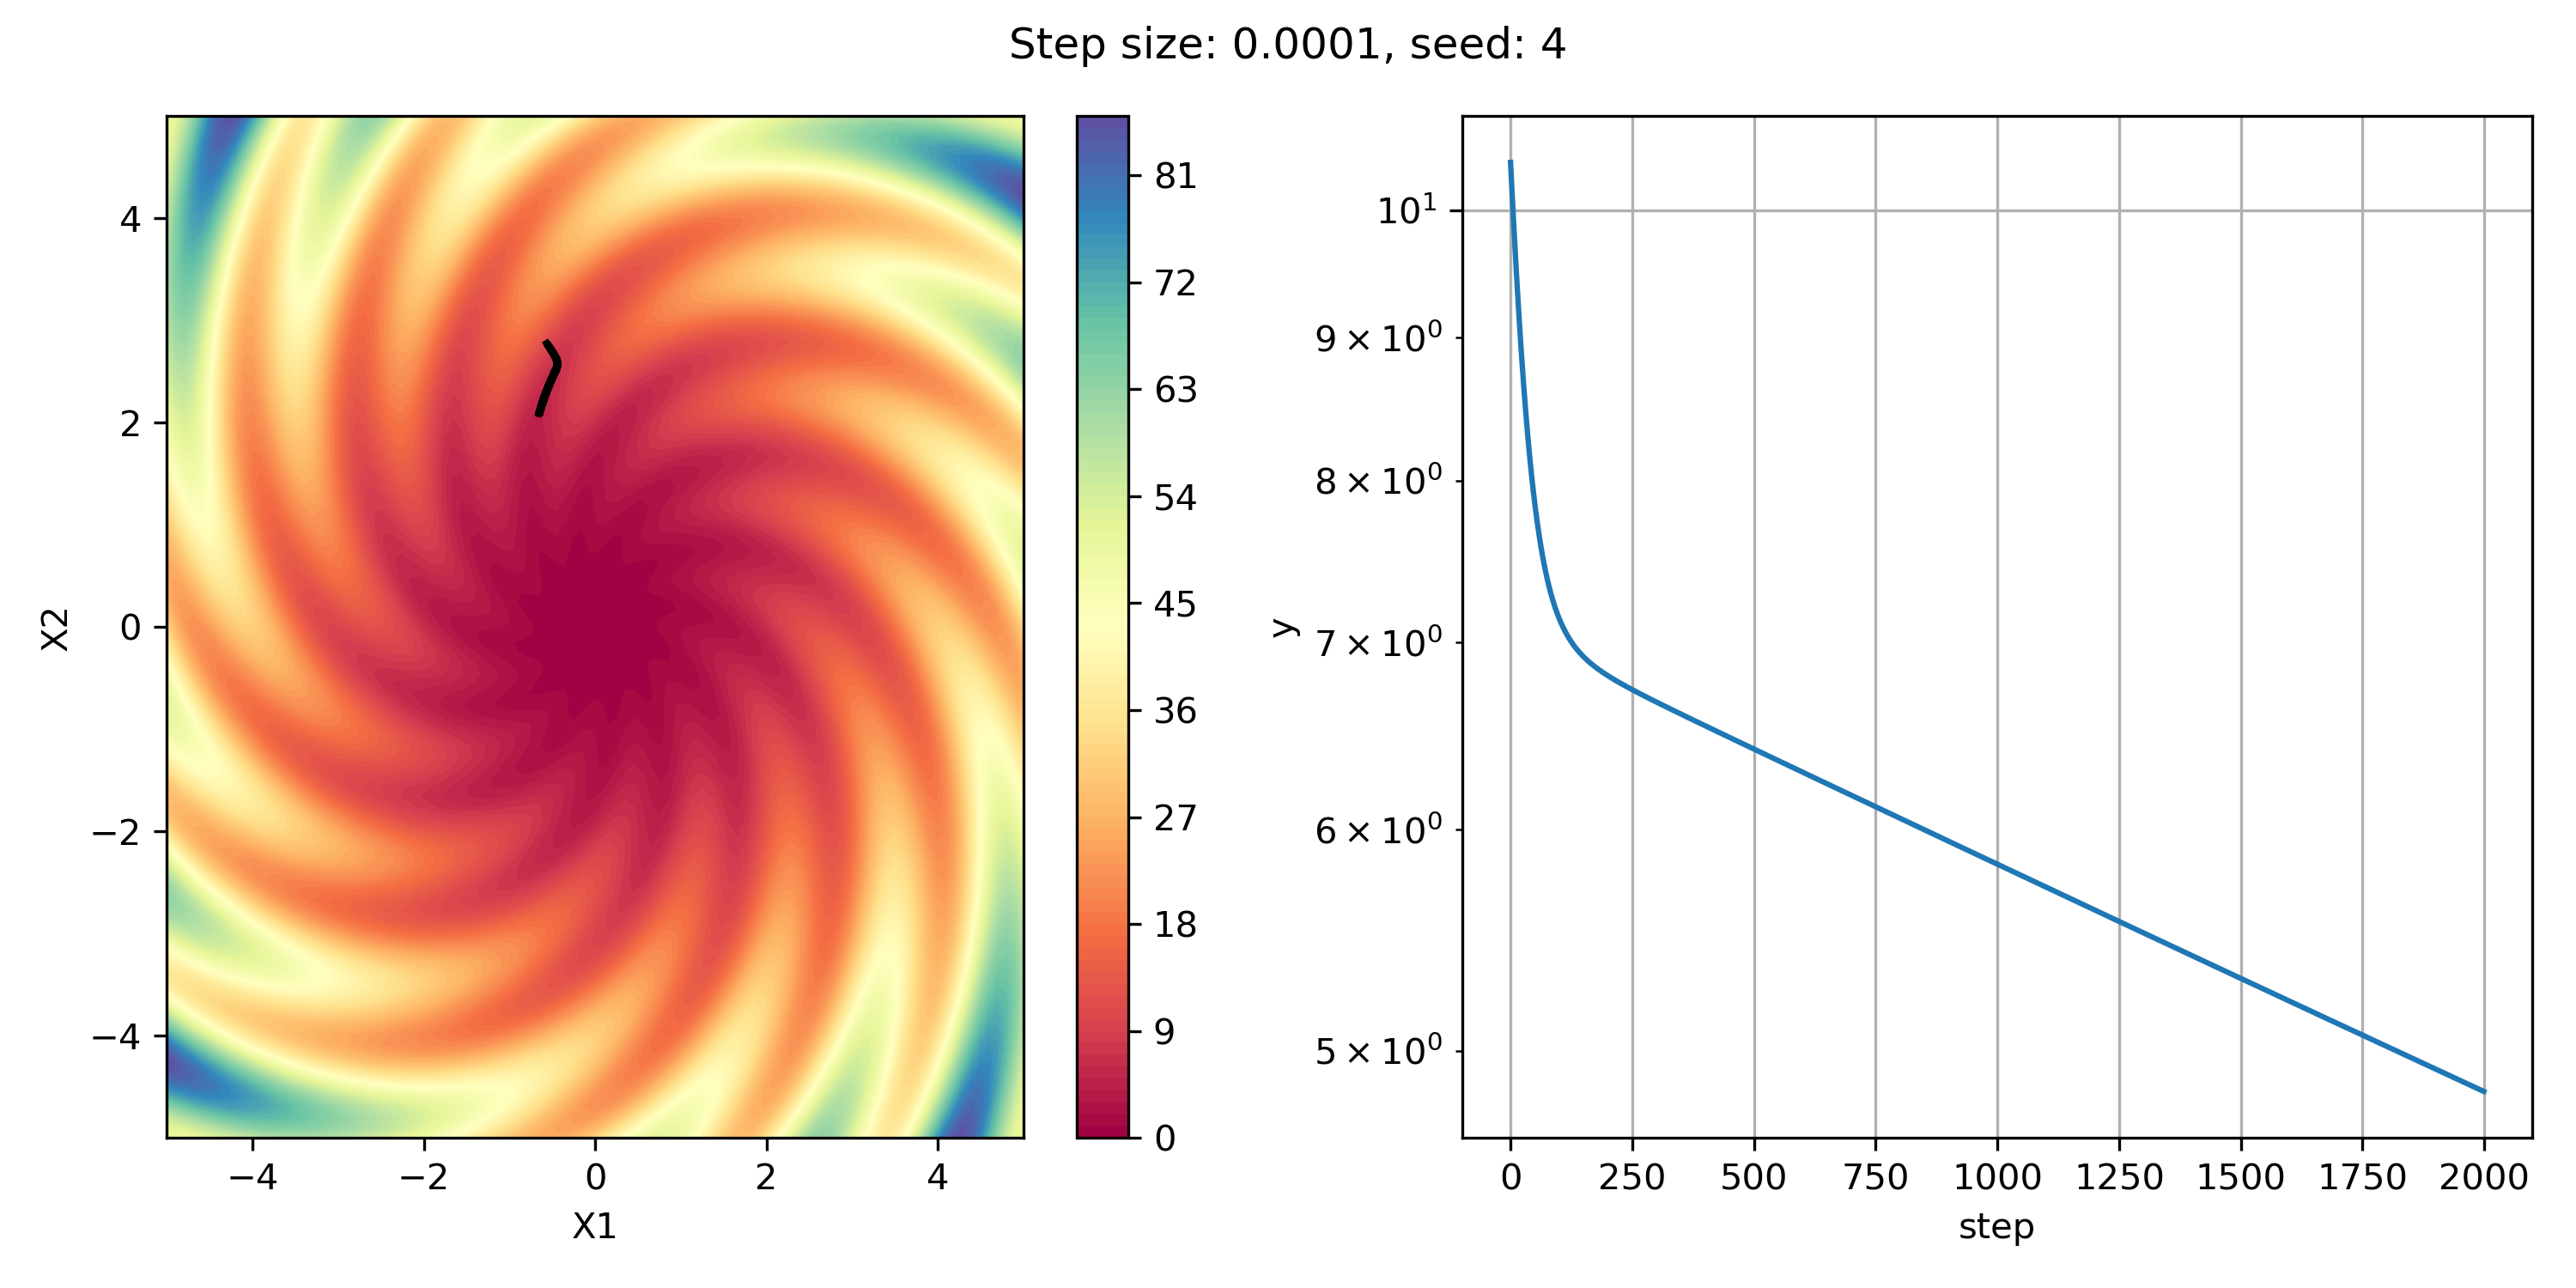 Step size: 0.0001, seed: 4
4
2
0
−2
−4
X2
−4 −2 0 2 4
X1
81
72
63
54
45
36
27
18
9
0
10¹
9 × 10⁰
8 × 10⁰
7 × 10⁰
6 × 10⁰
5 × 10⁰
y
0 250 500 750 1000 1250 1500 1750 2000
step